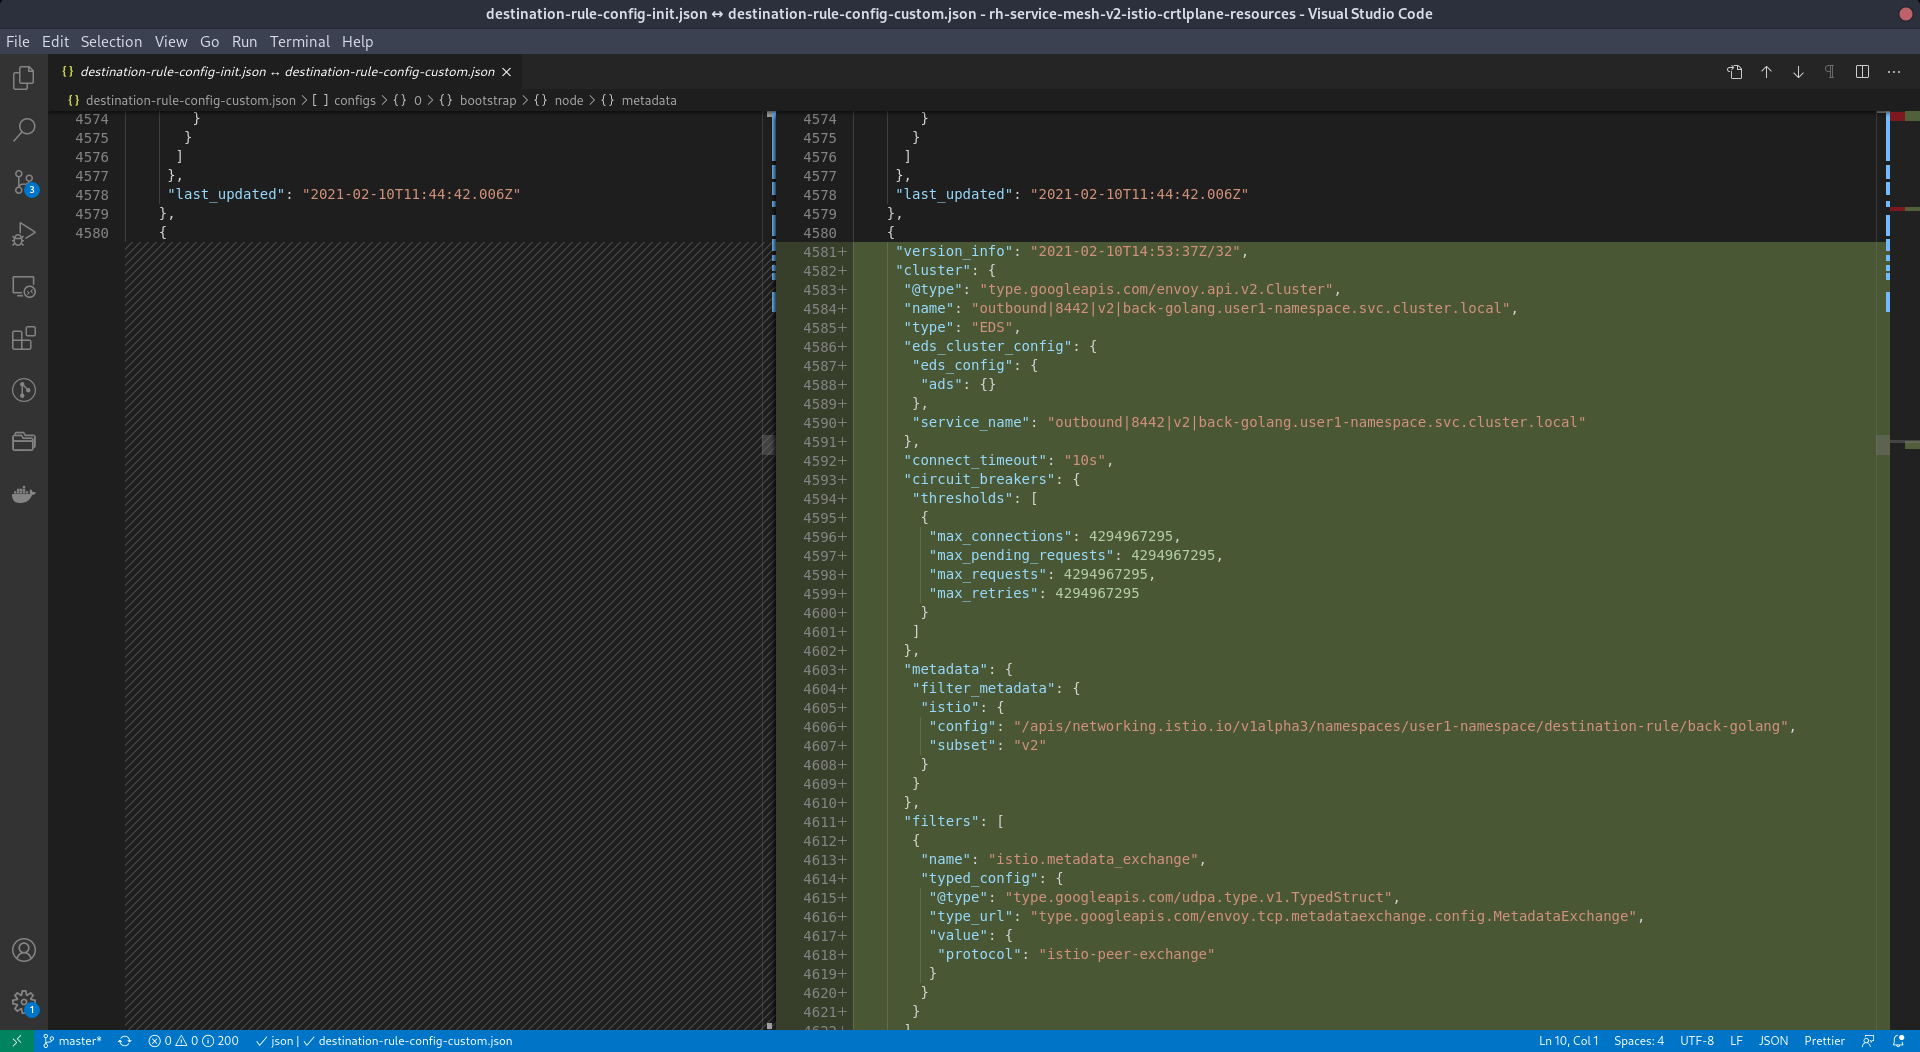 destination-rule-config-init.json ↔ destination-rule-config-custom.json - rh-service-mesh-v2-istio-crtlplane-resources - Visual Studio Code
File Edit Selection View Go Run Terminal Help
{} destination-rule-config-init.json ↔ destination-rule-config-custom.json ×
{} destination-rule-config-custom.json > [ ] configs > {} 0 > {} bootstrap > {} node > {} metadata
4574 }
4575 }
4576 ]
4577 },
4578 "last_updated": "2021-02-10T11:44:42.006Z"
4579 },
4580 {
4574 }
4575 }
4576 ]
4577 },
4578 "last_updated": "2021-02-10T11:44:42.006Z"
4579 },
4580 {
4581+ "version_info": "2021-02-10T14:53:37Z/32",
4582+ "cluster": {
4583+ "@type": "type.googleapis.com/envoy.api.v2.Cluster",
4584+ "name": "outbound|8442|v2|back-golang.user1-namespace.svc.cluster.local",
4585+ "type": "EDS",
4586+ "eds_cluster_config": {
4587+ "eds_config": {
4588+ "ads": {}
4589+ },
4590+ "service_name": "outbound|8442|v2|back-golang.user1-namespace.svc.cluster.local"
4591+ },
4592+ "connect_timeout": "10s",
4593+ "circuit_breakers": {
4594+ "thresholds": [
4595+ {
4596+ "max_connections": 4294967295,
4597+ "max_pending_requests": 4294967295,
4598+ "max_requests": 4294967295,
4599+ "max_retries": 4294967295
4600+ }
4601+ ]
4602+ },
4603+ "metadata": {
4604+ "filter_metadata": {
4605+ "istio": {
4606+ "config": "/apis/networking.istio.io/v1alpha3/namespaces/user1-namespace/destination-rule/back-golang",
4607+ "subset": "v2"
4608+ }
4609+ }
4610+ },
4611+ "filters": [
4612+ {
4613+ "name": "istio.metadata_exchange",
4614+ "typed_config": {
4615+ "@type": "type.googleapis.com/udpa.type.v1.TypedStruct",
4616+ "type_url": "type.googleapis.com/envoy.tcp.metadataexchange.config.MetadataExchange",
4617+ "value": {
4618+ "protocol": "istio-peer-exchange"
4619+ }
4620+ }
4621+ }
4622+ ]
3
1
master* 0 0 200 json | destination-rule-config-custom.json Ln 10, Col 1 Spaces: 4 UTF-8 LF JSON Prettier